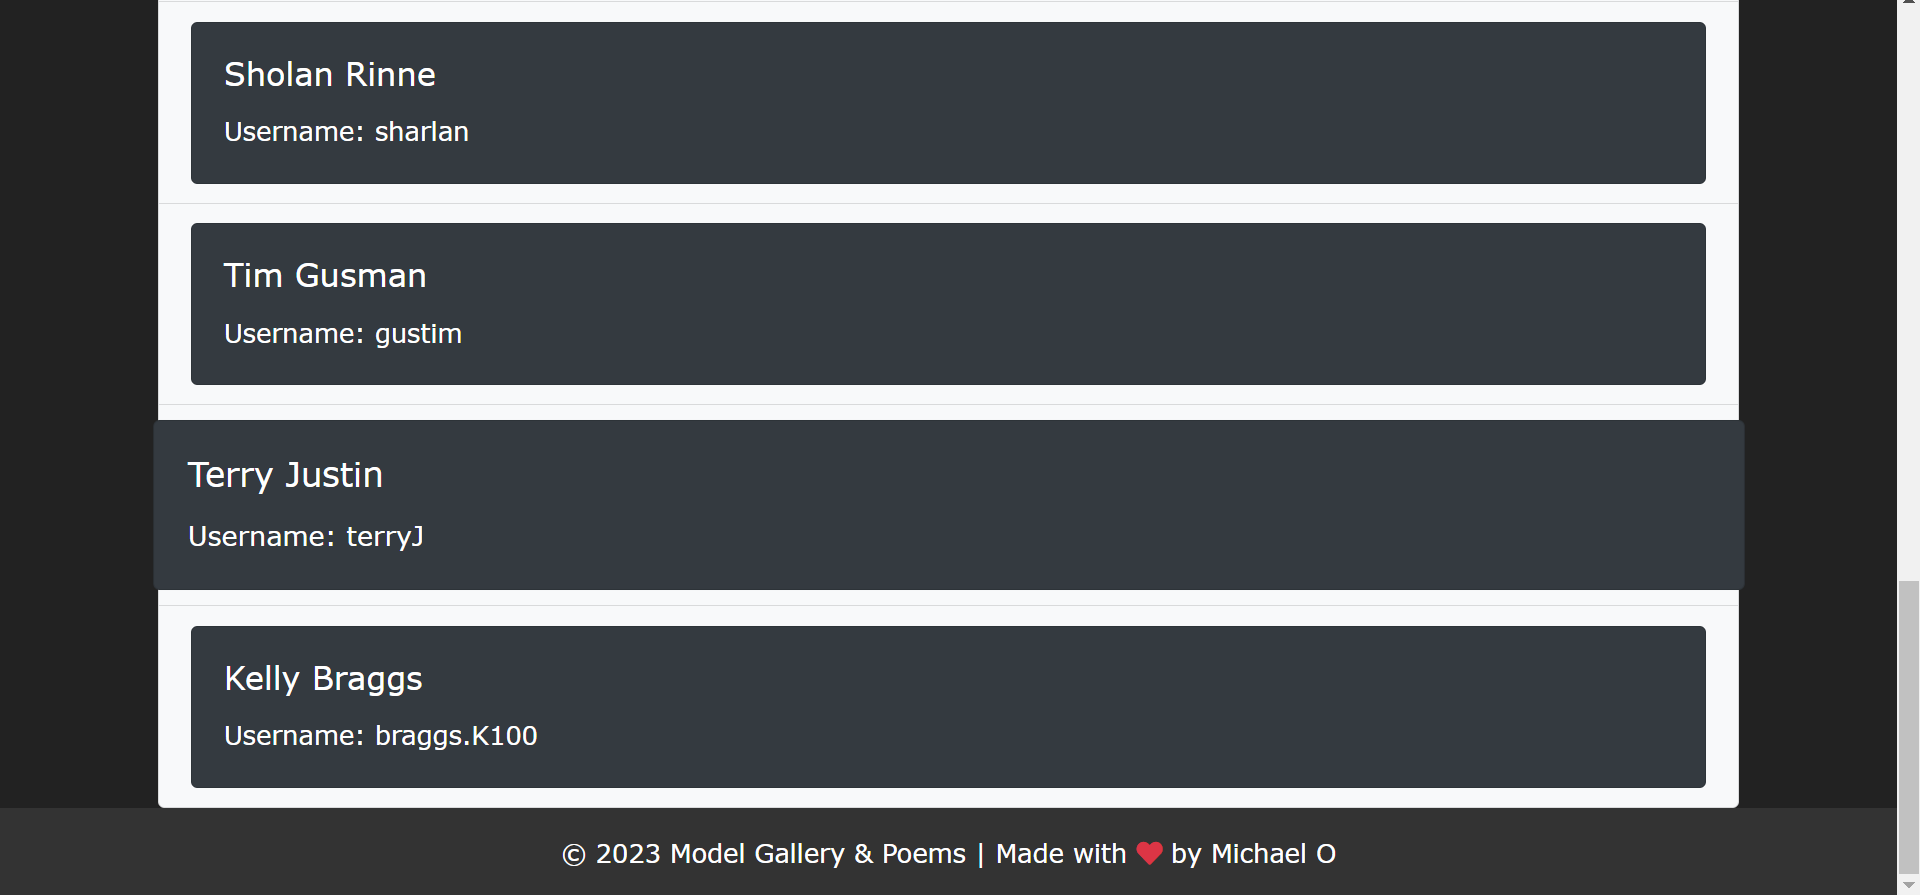 Sholan Rinne
Username: sharlan
Tim Gusman
Username: gustim
Terry Justin
Username: terryJ
Kelly Braggs
Username: braggs.K100
© 2023 Model Gallery & Poems | Made with ❤ by Michael O